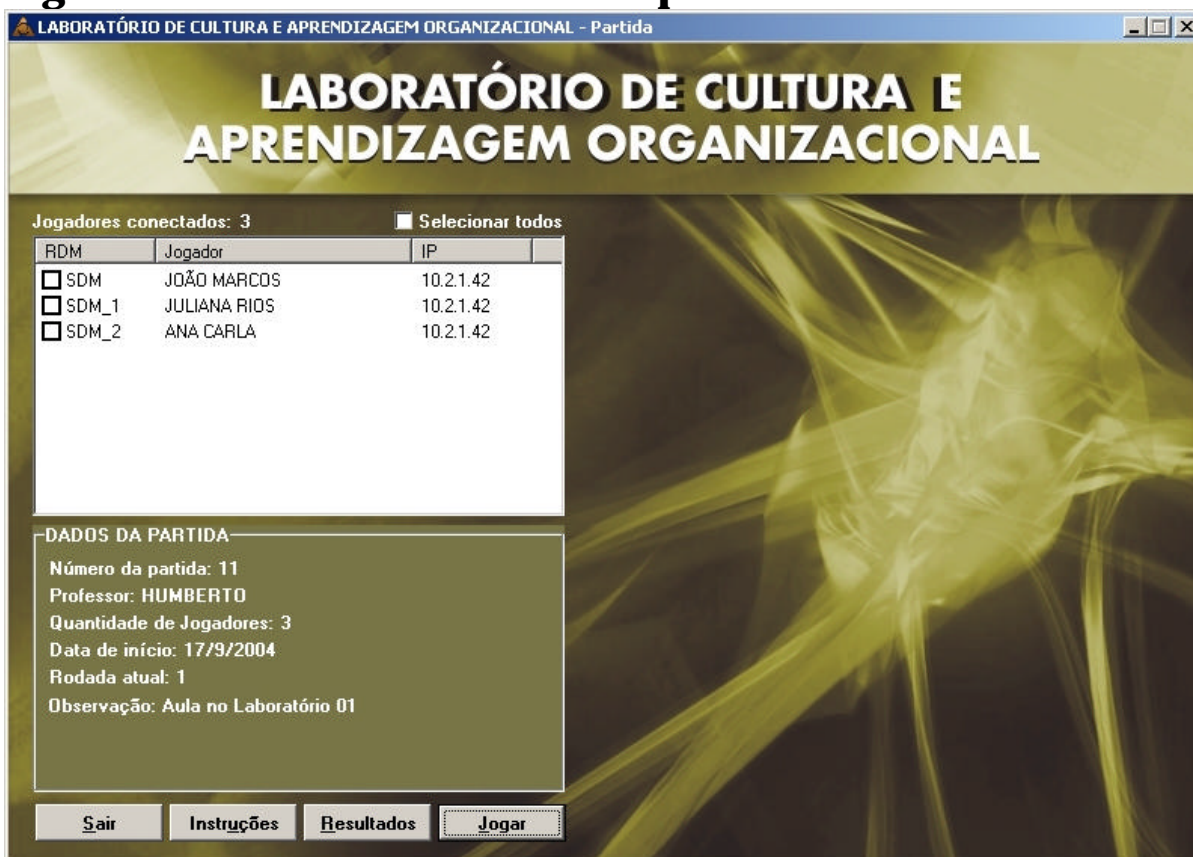 LABORATÓRIO DE CULTURA E APRENDIZAGEM ORGANIZACIONAL - Partida
LABORATÓRIO DE CULTURA E
APRENDIZAGEM ORGANIZACIONAL
Jogadores conectados: 3 Selecionar todos
RDM Jogador IP
SDM JOÃO MARCOS 10.2.1.42
SDM_1 JULIANA RIOS 10.2.1.42
SDM_2 ANA CARLA 10.2.1.42
DADOS DA PARTIDA
Número da partida: 11
Professor: HUMBERTO
Quantidade de Jogadores: 3
Data de início: 17/9/2004
Rodada atual: 1
Observação: Aula no Laboratório 01
Sair Instruções Resultados Jogar